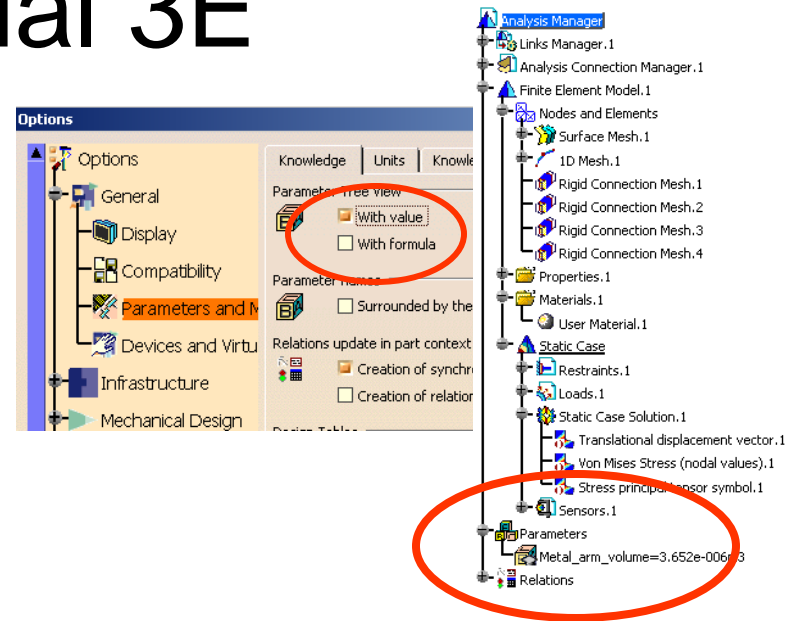 ial 3E
Options
Options
General
Display
Compatibility
Parameters and M
Devices and Virtu
Infrastructure
Mechanical Design
Knowledge Units Knowle
Parameter Tree View
With value
With formula
Parameter names
Surrounded by the
Relations update in part context
Creation of synchr
Creation of relation
Design Tables
Analysis Manager
Links Manager.1
Analysis Connection Manager.1
Finite Element Model.1
Nodes and Elements
Surface Mesh.1
1D Mesh.1
Rigid Connection Mesh.1
Rigid Connection Mesh.2
Rigid Connection Mesh.3
Rigid Connection Mesh.4
Properties.1
Materials.1
User Material.1
Static Case
Restraints.1
Loads.1
Static Case Solution.1
Translational displacement vector.1
Von Mises Stress (nodal values).1
Stress principal tensor symbol.1
Sensors.1
Parameters
Metal_arm_volume=3.652e-006m3
Relations